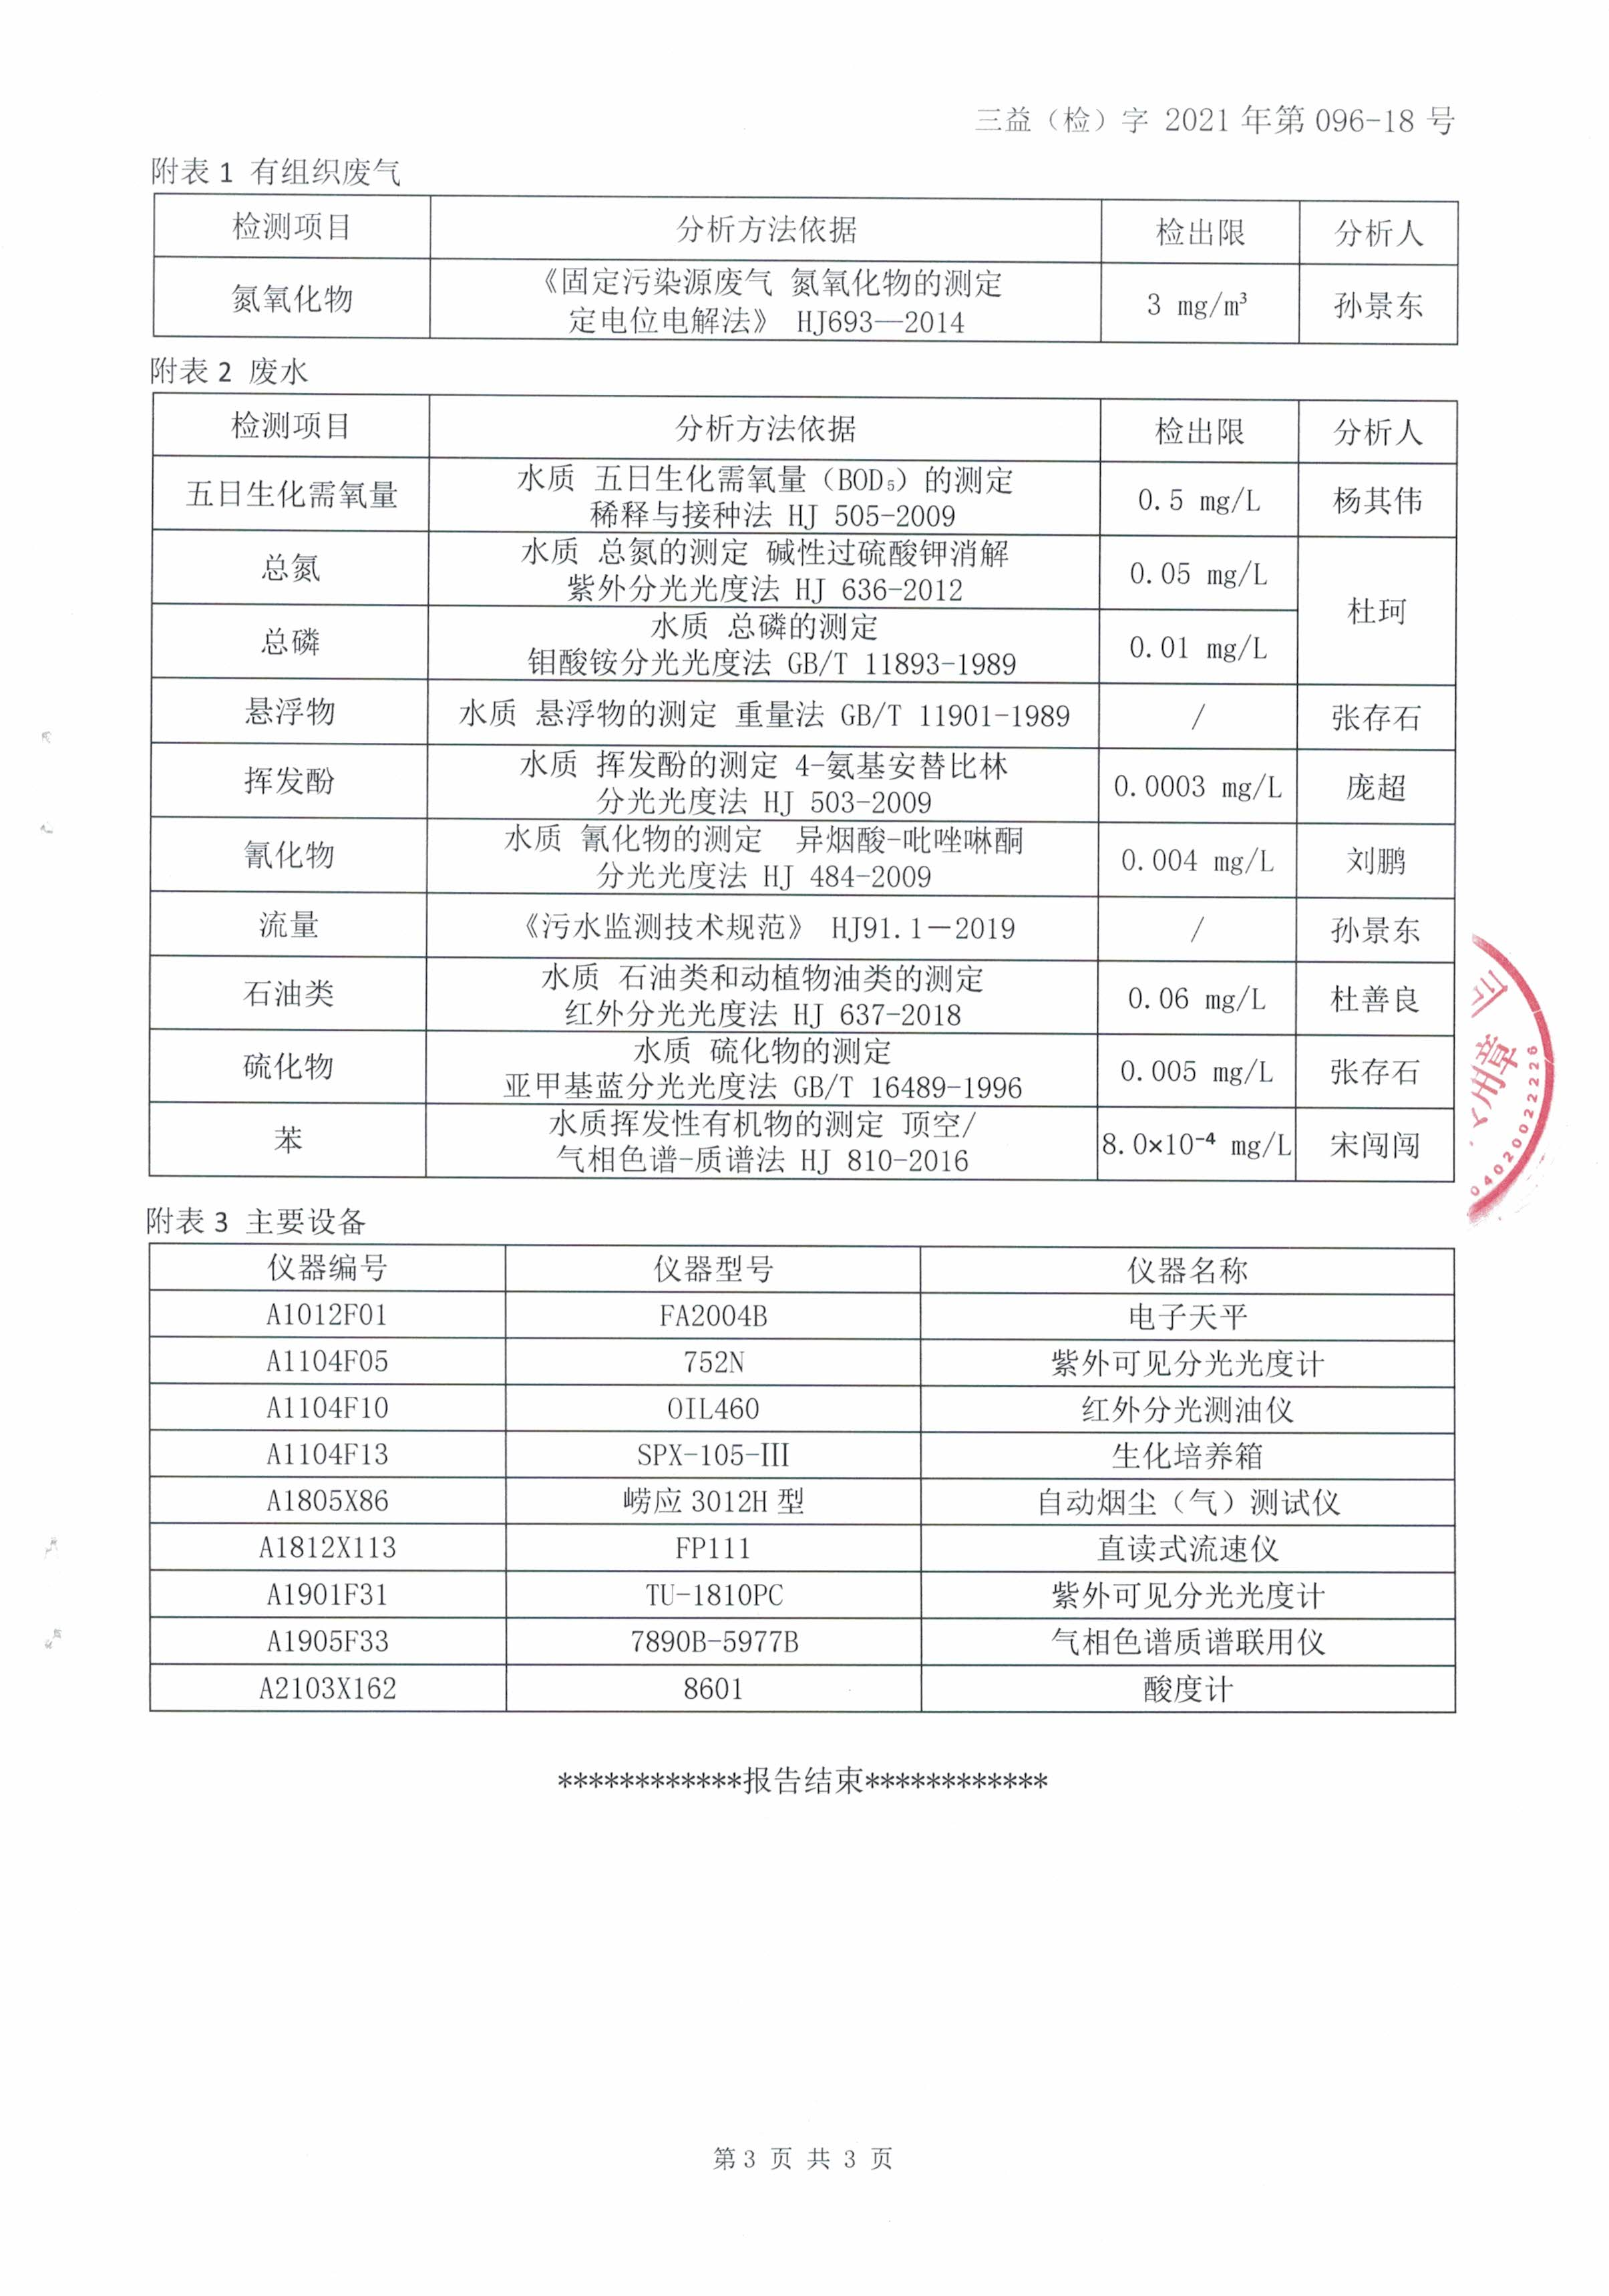 三益（检）字 2021 年第 096-18 号
附表 1 有组织废气
检测项目 分析方法依据 检出限 分析人
氮氧化物 《固定污染源废气 氮氧化物的测定
定电位电解法》 HJ693—2014 3 mg/m³ 孙景东
附表 2 废水
检测项目 分析方法依据 检出限 分析人
五日生化需氧量 水质 五日生化需氧量（BOD₅）的测定
稀释与接种法 HJ 505-2009 0.5 mg/L 杨其伟
总氮 水质 总氮的测定 碱性过硫酸钾消解
紫外分光光度法 HJ 636-2012 0.05 mg/L 杜珂
总磷 水质 总磷的测定
钼酸铵分光光度法 GB/T 11893-1989 0.01 mg/L
悬浮物 水质 悬浮物的测定 重量法 GB/T 11901-1989 / 张存石
挥发酚 水质 挥发酚的测定 4-氨基安替比林
分光光度法 HJ 503-2009 0.0003 mg/L 庞超
氰化物 水质 氰化物的测定 异烟酸-吡唑啉酮
分光光度法 HJ 484-2009 0.004 mg/L 刘鹏
流量 《污水监测技术规范》 HJ91.1－2019 / 孙景东
石油类 水质 石油类和动植物油类的测定
红外分光光度法 HJ 637-2018 0.06 mg/L 杜善良
硫化物 水质 硫化物的测定
亚甲基蓝分光光度法 GB/T 16489-1996 0.005 mg/L 张存石
苯 水质挥发性有机物的测定 顶空/
气相色谱-质谱法 HJ 810-2016 8.0×10⁻⁴ mg/L 宋闯闯
用章
0402002226
附表 3 主要设备
仪器编号 仪器型号 仪器名称
A1012F01 FA2004B 电子天平
A1104F05 752N 紫外可见分光光度计
A1104F10 OIL460 红外分光测油仪
A1104F13 SPX-105-III 生化培养箱
A1805X86 崂应 3012H 型 自动烟尘（气）测试仪
A1812X113 FP111 直读式流速仪
A1901F31 TU-1810PC 紫外可见分光光度计
A1905F33 7890B-5977B 气相色谱质谱联用仪
A2103X162 8601 酸度计
************报告结束************
第 3 页 共 3 页